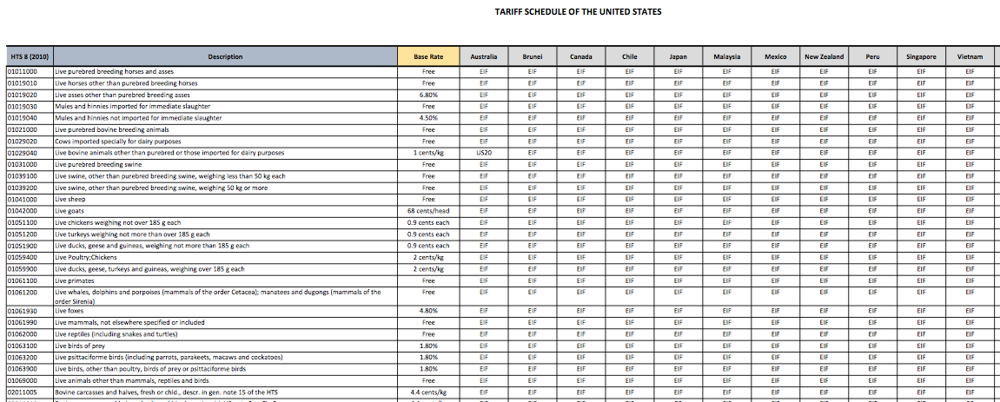 TARIFF SCHEDULE OF THE UNITED STATES
HTS 8 (2010) Description Base Rate Australia Brunei Canada Chile Japan Malaysia Mexico New Zealand Peru Singapore Vietnam
01011000 Live purebred breeding horses and asses Free EIF EIF EIF EIF EIF EIF EIF EIF EIF EIF EIF
01019010 Live horses other than purebred breeding horses Free EIF EIF EIF EIF EIF EIF EIF EIF EIF EIF EIF
01019020 Live asses other than purebred breeding asses 6.80% EIF EIF EIF EIF EIF EIF EIF EIF EIF EIF EIF
01019030 Mules and hinnies imported for immediate slaughter Free EIF EIF EIF EIF EIF EIF EIF EIF EIF EIF EIF
01019040 Mules and hinnies not imported for immediate slaughter 4.50% EIF EIF EIF EIF EIF EIF EIF EIF EIF EIF EIF
01021000 Live purebred bovine breeding animals Free EIF EIF EIF EIF EIF EIF EIF EIF EIF EIF EIF
01029020 Cows imported specially for dairy purposes Free EIF EIF EIF EIF EIF EIF EIF EIF EIF EIF EIF
01029040 Live bovine animals other than purebred or those imported for dairy purposes 1 cents/kg US20 EIF EIF EIF EIF EIF EIF EIF EIF EIF EIF
01031000 Live purebred breeding swine Free EIF EIF EIF EIF EIF EIF EIF EIF EIF EIF EIF
01039100 Live swine, other than purebred breeding swine, weighing less than 50 kg each Free EIF EIF EIF EIF EIF EIF EIF EIF EIF EIF EIF
01039200 Live swine, other than purebred breeding swine, weighing 50 kg or more Free EIF EIF EIF EIF EIF EIF EIF EIF EIF EIF EIF
01041000 Live sheep Free EIF EIF EIF EIF EIF EIF EIF EIF EIF EIF EIF
01042000 Live goats 68 cents/head EIF EIF EIF EIF EIF EIF EIF EIF EIF EIF EIF
01051100 Live chickens weighing not over 185 g each 0.9 cents each EIF EIF EIF EIF EIF EIF EIF EIF EIF EIF EIF
01051200 Live turkeys weighing not more than over 185 g each 0.9 cents each EIF EIF EIF EIF EIF EIF EIF EIF EIF EIF EIF
01051900 Live ducks, geese and guineas, weighing not more than 185 g each 0.9 cents each EIF EIF EIF EIF EIF EIF EIF EIF EIF EIF EIF
01059400 Live Poultry;Chickens 2 cents/kg EIF EIF EIF EIF EIF EIF EIF EIF EIF EIF EIF
01059900 Live ducks, geese, turkeys and guineas, weighing over 185 g each 2 cents/kg EIF EIF EIF EIF EIF EIF EIF EIF EIF EIF EIF
01061100 Live primates Free EIF EIF EIF EIF EIF EIF EIF EIF EIF EIF EIF
01061200 Live whales, dolphins and porpoises (mammals of the order Cetacea); manatees and dugongs (mammals of the Free EIF EIF EIF EIF EIF EIF EIF EIF EIF EIF EIF
order Sirenia)
01061930 Live foxes 4.80% EIF EIF EIF EIF EIF EIF EIF EIF EIF EIF EIF
01061990 Live mammals, not elsewhere specified or included Free EIF EIF EIF EIF EIF EIF EIF EIF EIF EIF EIF
01062000 Live reptiles (including snakes and turtles) Free EIF EIF EIF EIF EIF EIF EIF EIF EIF EIF EIF
01063100 Live birds of prey 1.80% EIF EIF EIF EIF EIF EIF EIF EIF EIF EIF EIF
01063200 Live psittaciforme birds (including parrots, parakeets, macaws and cockatoos) 1.80% EIF EIF EIF EIF EIF EIF EIF EIF EIF EIF EIF
01063900 Live birds, other than poultry, birds of prey or psittaciforme birds 1.80% EIF EIF EIF EIF EIF EIF EIF EIF EIF EIF EIF
01069000 Live animals other than mammals, reptiles and birds Free EIF EIF EIF EIF EIF EIF EIF EIF EIF EIF EIF
02011005 Bovine carcasses and halves, fresh or chld., descr. in gen. note 15 of the HTS 4.4 cents/kg EIF EIF EIF EIF EIF EIF EIF EIF EIF EIF EIF